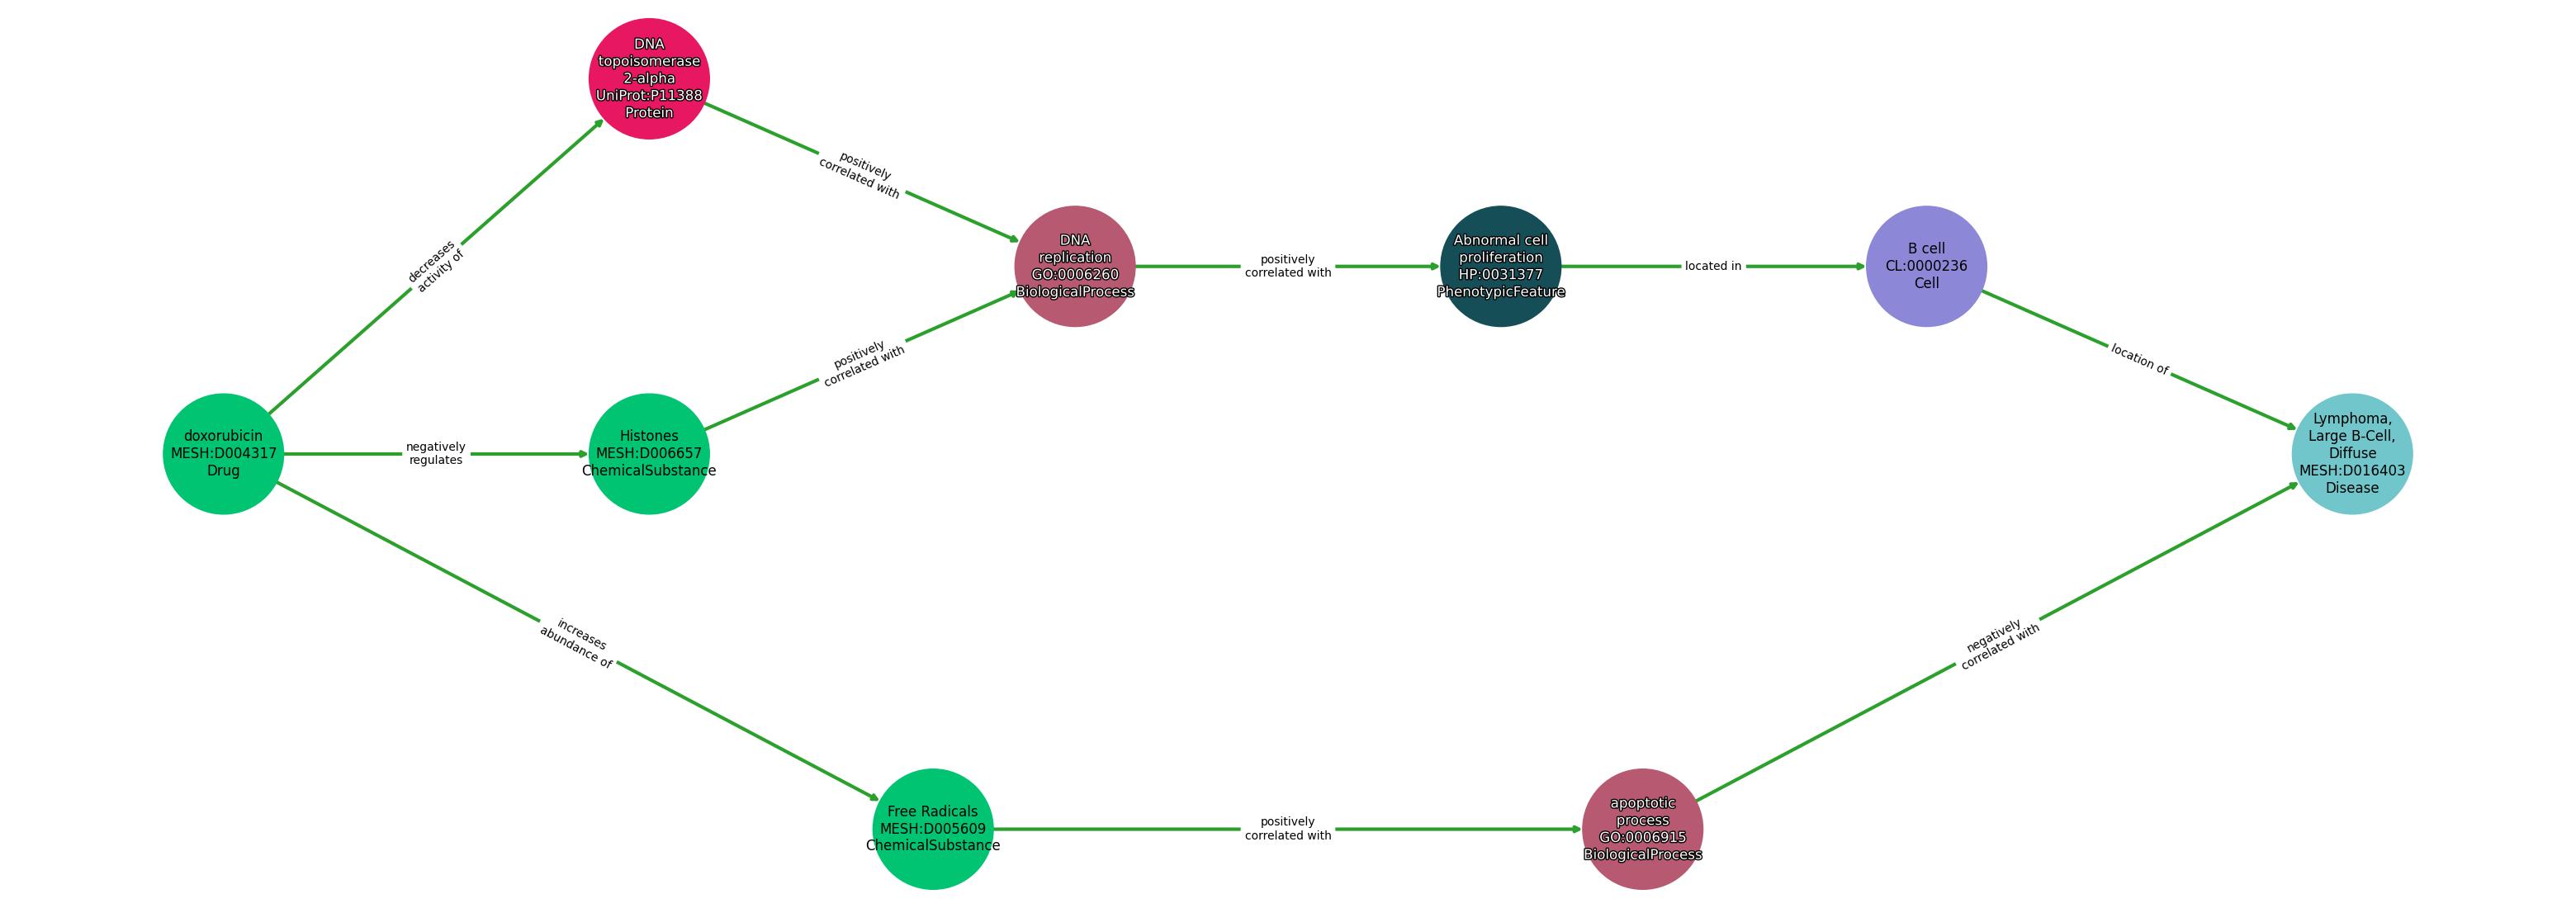 DNA
topoisomerase
2-alpha
UniProt:P11388
Protein
positively
correlated with
decreases
activity of
DNA
replication
GO:0006260
BiologicalProcess
positively
correlated with
Abnormal cell
proliferation
HP:0031377
PhenotypicFeature
located in
B cell
CL:0000236
Cell
location of
positively
correlated with
doxorubicin
MESH:D004317
Drug
negatively
regulates
Histones
MESH:D006657
ChemicalSubstance
Lymphoma,
Large B-Cell,
Diffuse
MESH:D016403
Disease
increases
abundance of
negatively
correlated with
Free Radicals
MESH:D005609
ChemicalSubstance
positively
correlated with
apoptotic
process
GO:0006915
BiologicalProcess